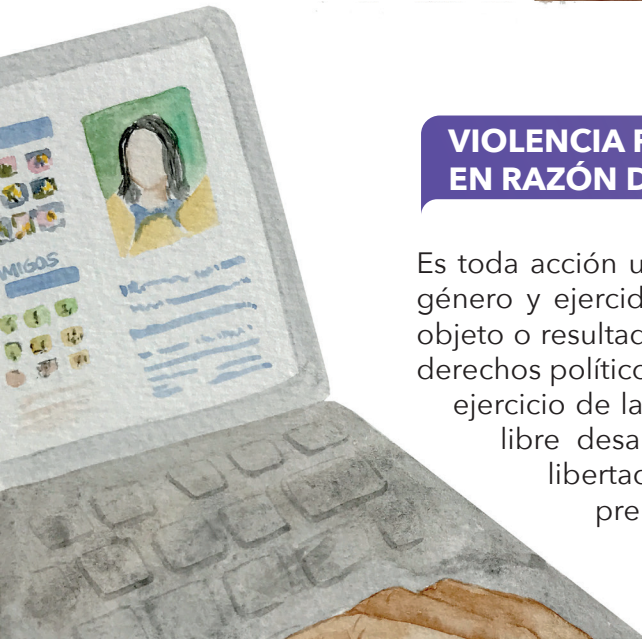 MIGOS
VIOLENCIA
EN RAZÓN D
Es toda acción u
género y ejercid
objeto o resultad
derechos político
ejercicio de la
libre desa
libertad
pre